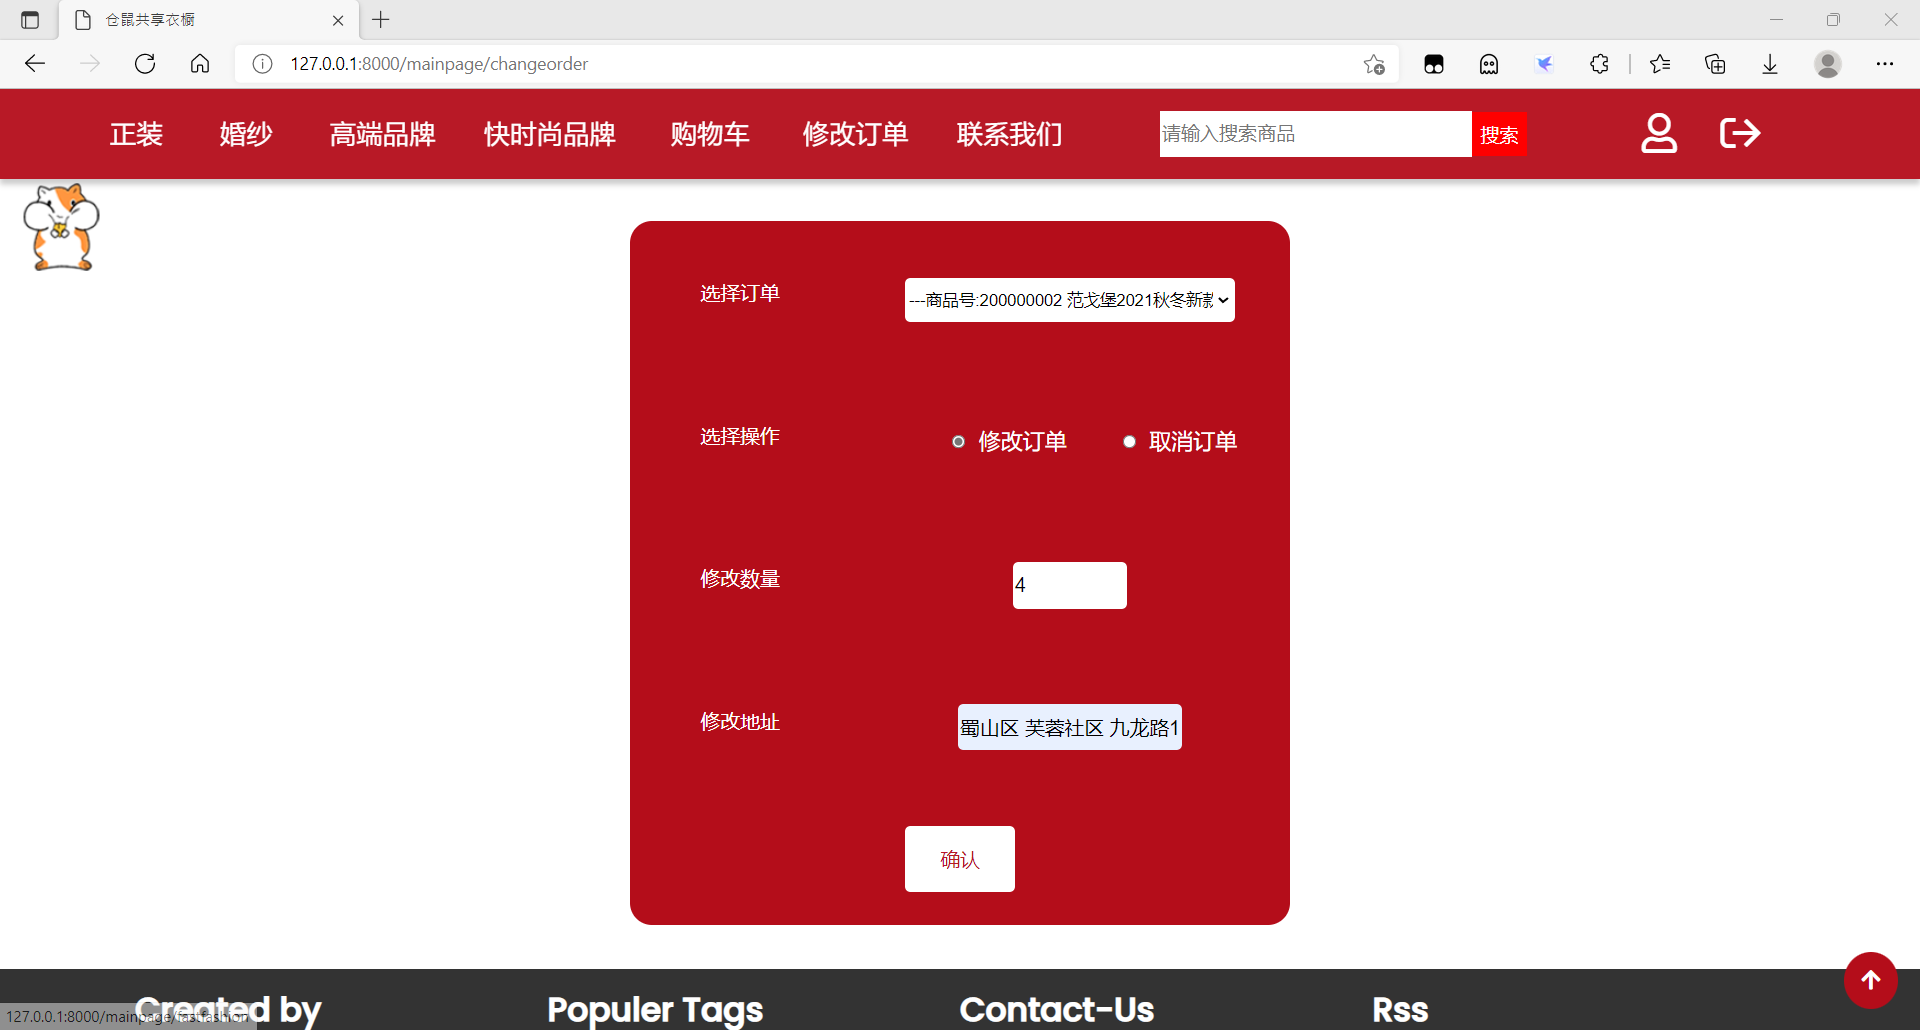 仓鼠共享衣橱
127.0.0.1:8000/mainpage/changeorder
正装 婚纱 高端品牌 快时尚品牌 购物车 修改订单 联系我们 请输入搜索商品 搜索
选择订单 ---商品号:200000002 范戈堡2021秋冬新款
选择操作 修改订单 取消订单
修改数量 4
修改地址 蜀山区 芙蓉社区 九龙路1
确认
Created by Populer Tags Contact-Us Rss
127.0.0.1:8000/mainpage/fastfashion